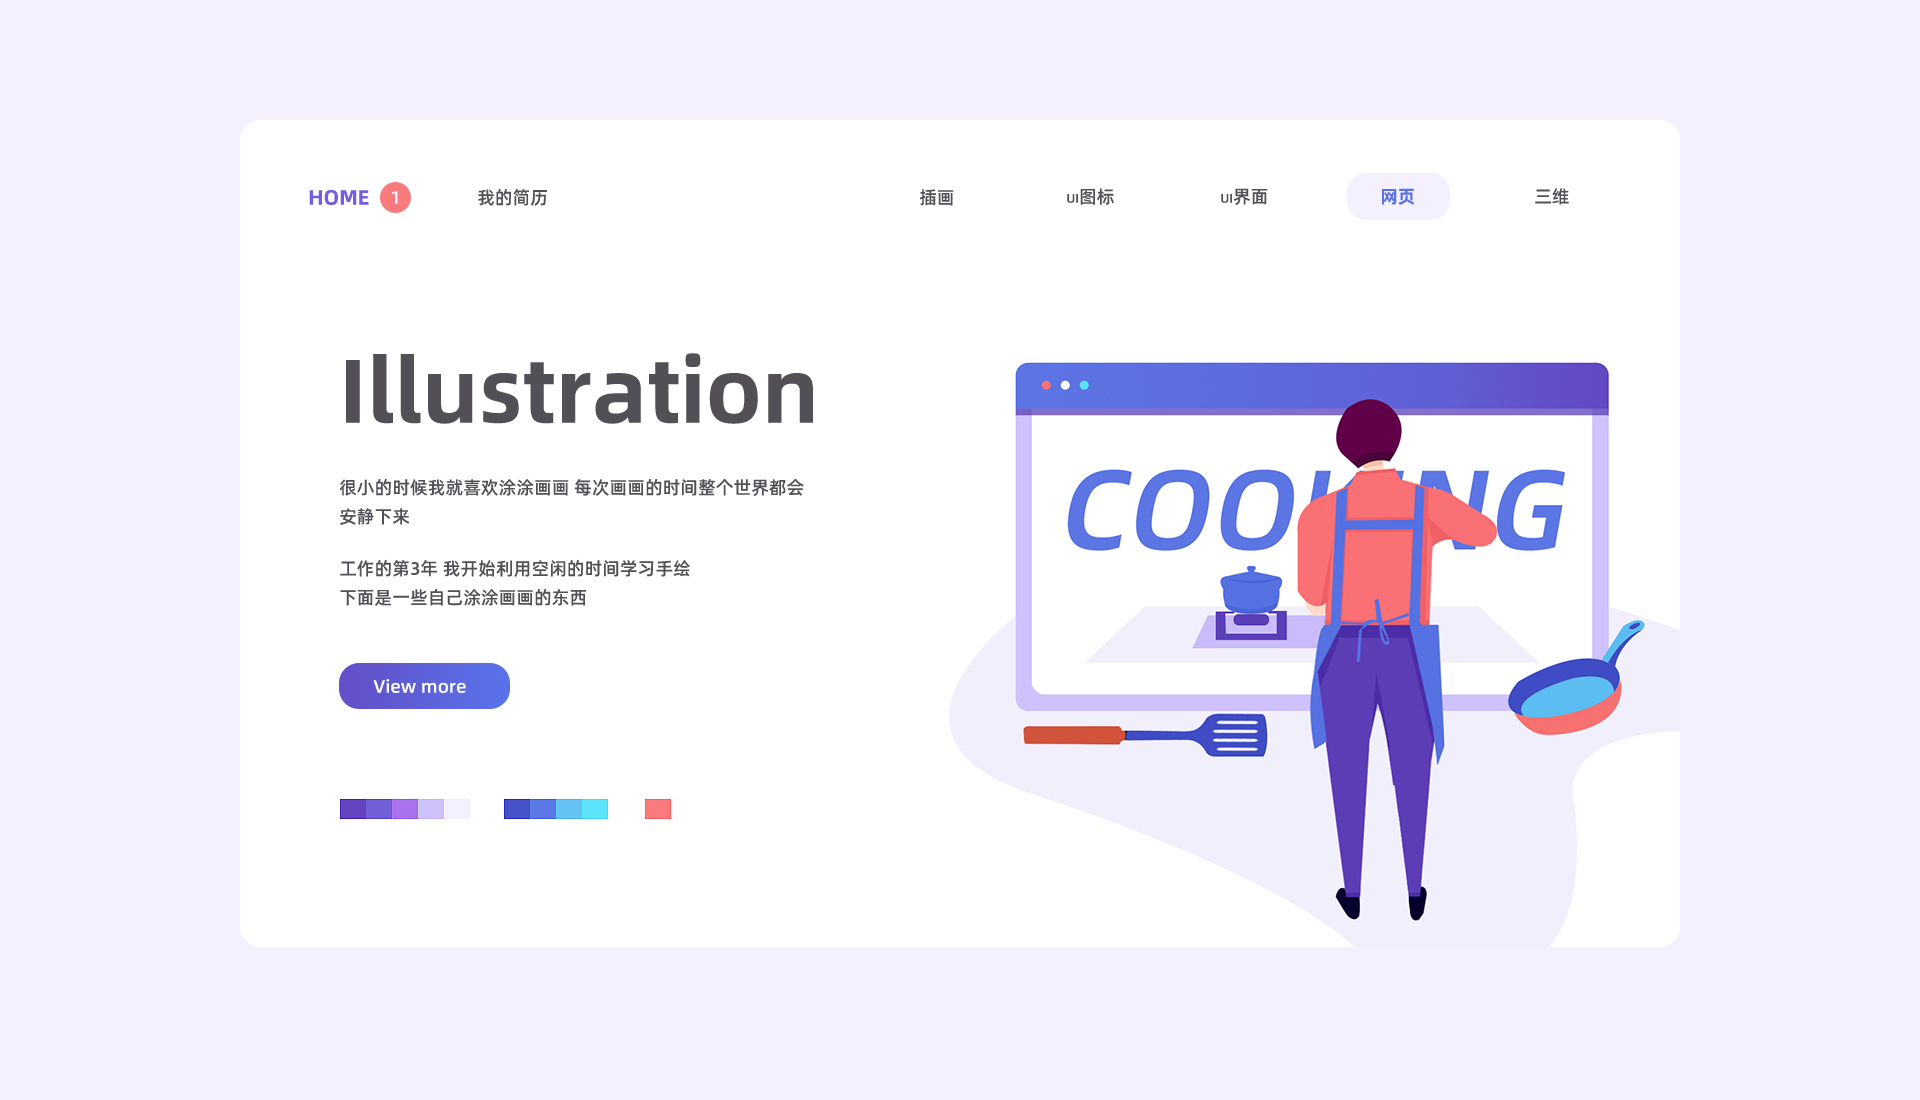 HOME 1 我的简历 插画 UI图标 UI界面 网页 三维
Illustration
很小的时候我就喜欢涂涂画画 每次画画的时间整个世界都会
安静下来
工作的第3年 我开始利用空闲的时间学习手绘
下面是一些自己涂涂画画的东西
View more
COOKING